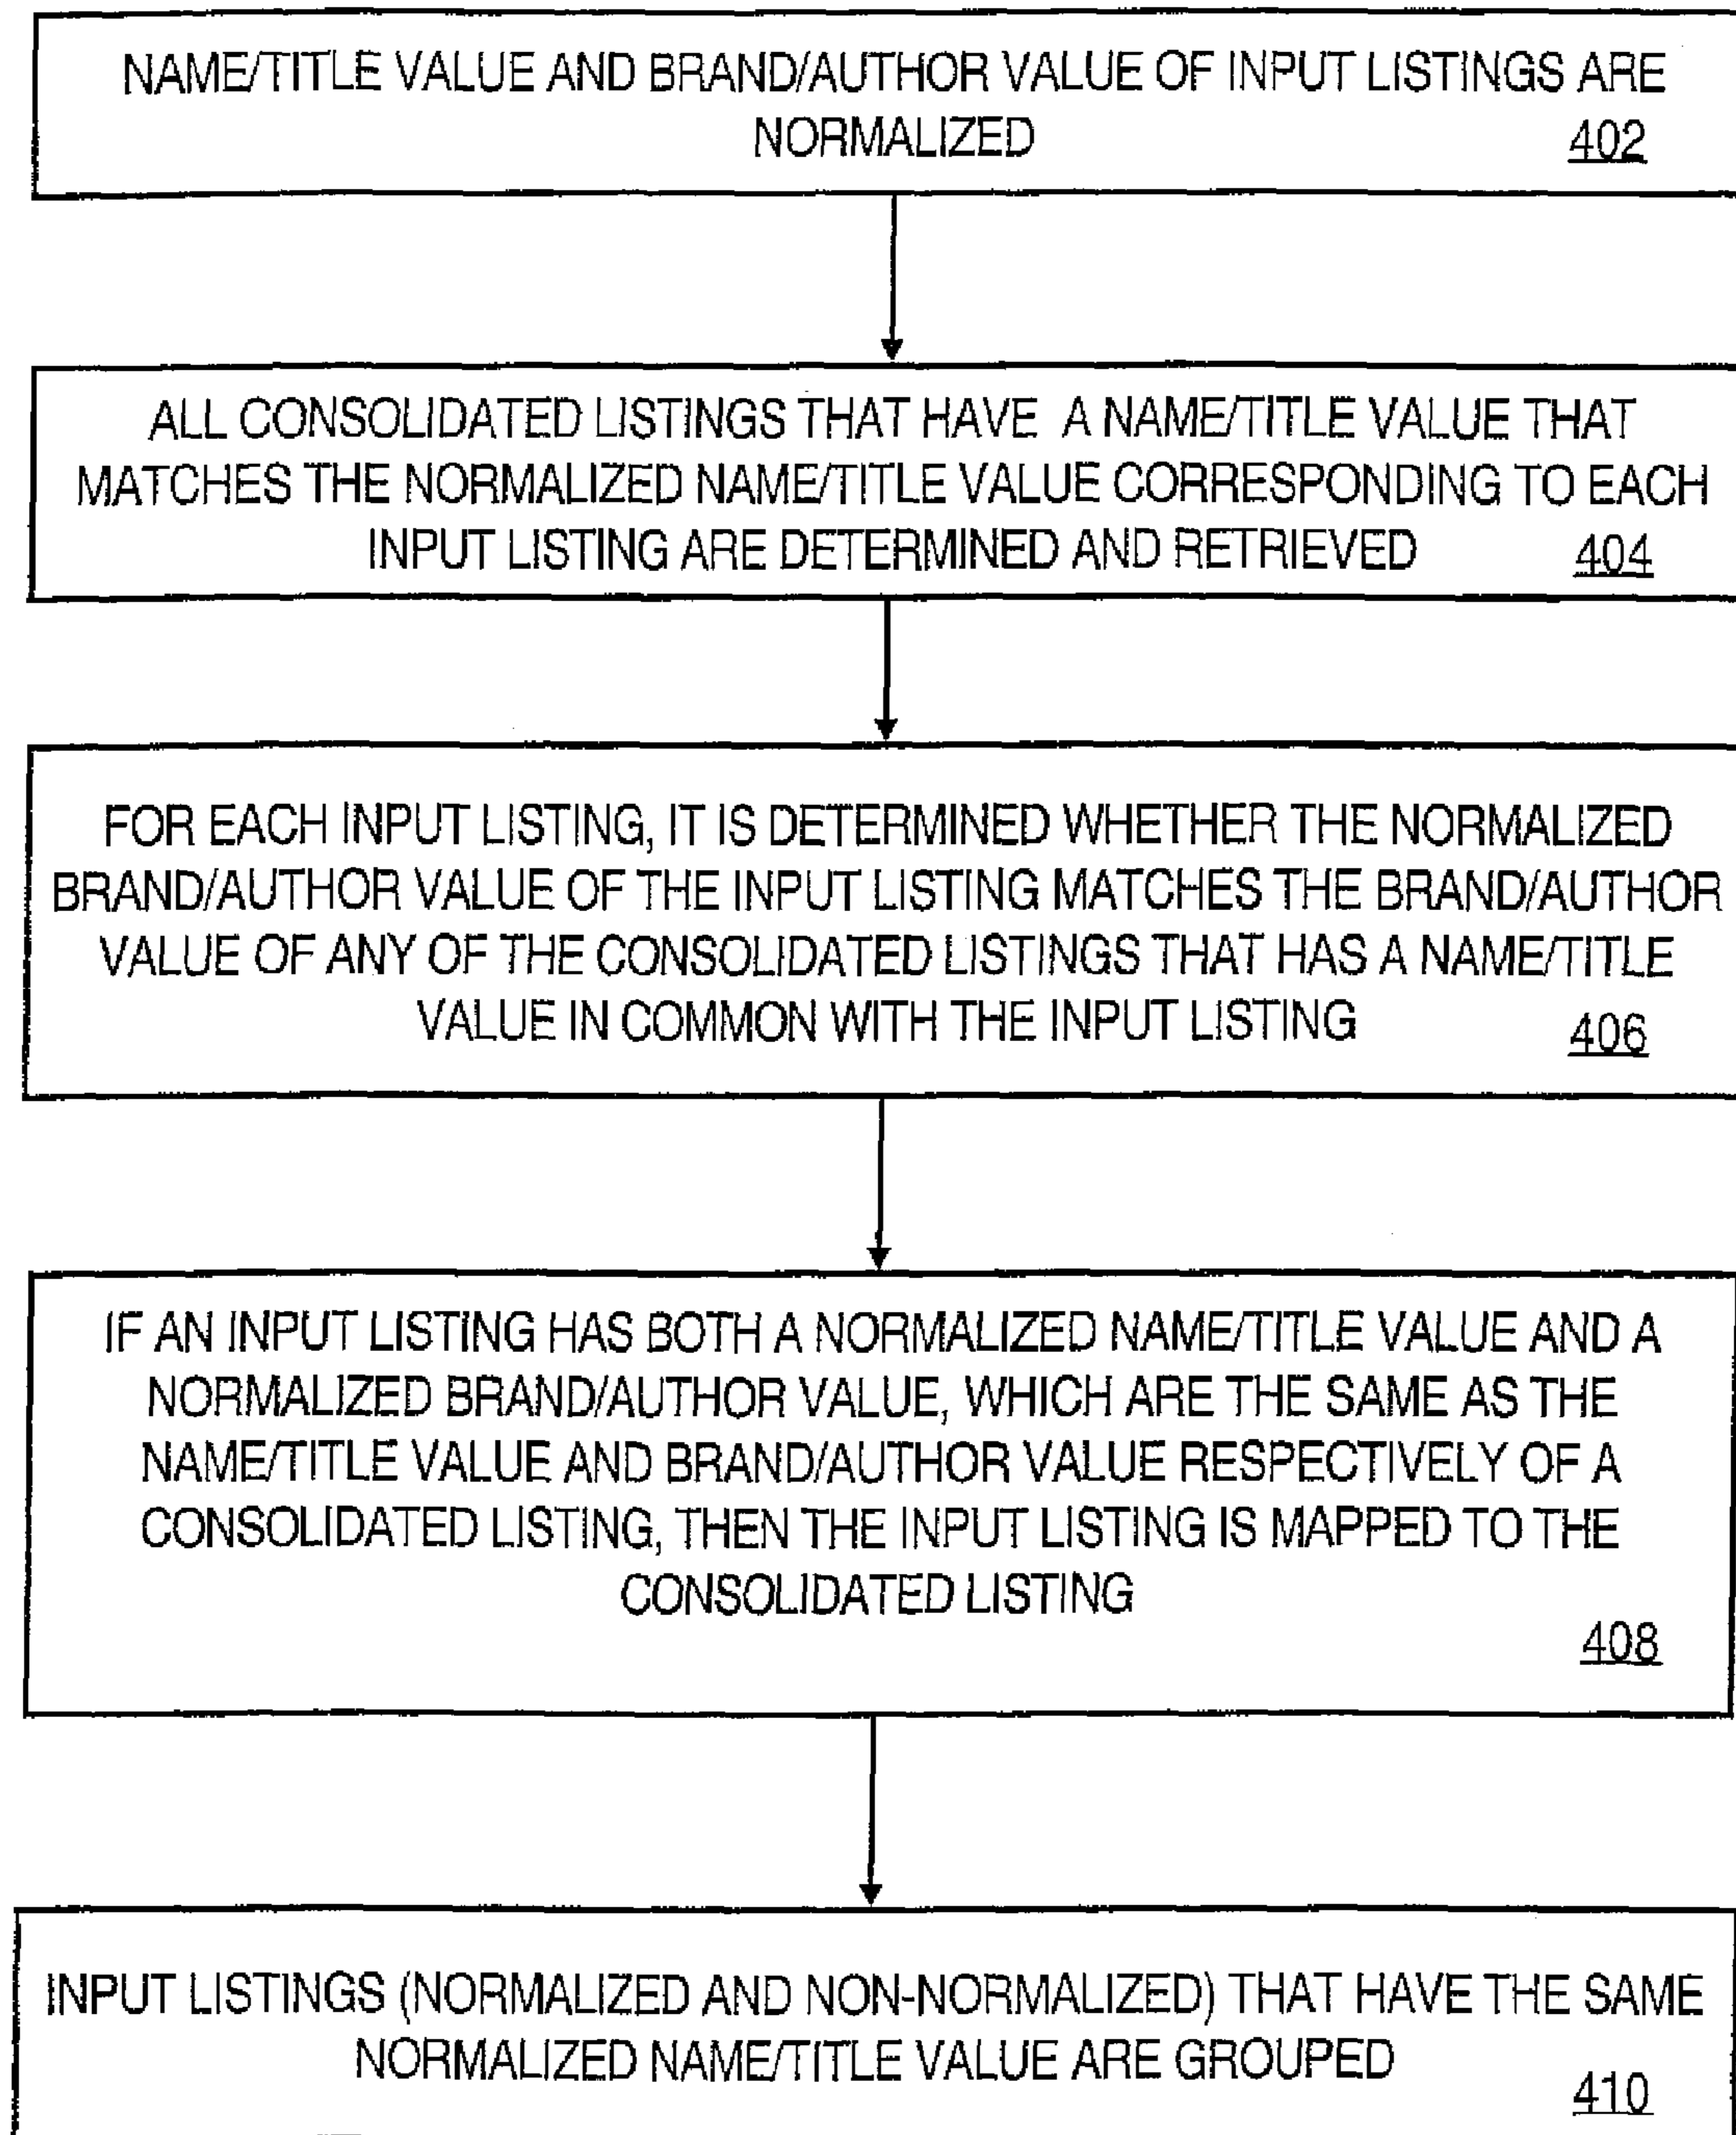 NAME/TITLE VALUE AND BRAND/AUTHOR VALUE OF INPUT LISTINGS ARE
NORMALIZED
402
ALL CONSOLIDATED LISTINGS THAT HAVE A NAME/TITLE VALUE THAT
MATCHES THE NORMALIZED NAME/TITLE VALUE CORRESPONDING TO EACH
INPUT LISTING ARE DETERMINED AND RETRIEVED
404
FOR EACH INPUT LISTING, IT IS DETERMINED WHETHER THE NORMALIZED
BRAND/AUTHOR VALUE OF THE INPUT LISTING MATCHES THE BRAND/AUTHOR
VALUE OF ANY OF THE CONSOLIDATED LISTINGS THAT HAS A NAME/TITLE
VALUE IN COMMON WITH THE INPUT LISTING
406
IF AN INPUT LISTING HAS BOTH A NORMALIZED NAME/TITLE VALUE AND A
NORMALIZED BRAND/AUTHOR VALUE, WHICH ARE THE SAME AS THE
NAME/TITLE VALUE AND BRAND/AUTHOR VALUE RESPECTIVELY OF A
CONSOLIDATED LISTING, THEN THE INPUT LISTING IS MAPPED TO THE
CONSOLIDATED LISTING
408
INPUT LISTINGS (NORMALIZED AND NON-NORMALIZED) THAT HAVE THE SAME
NORMALIZED NAME/TITLE VALUE ARE GROUPED
410